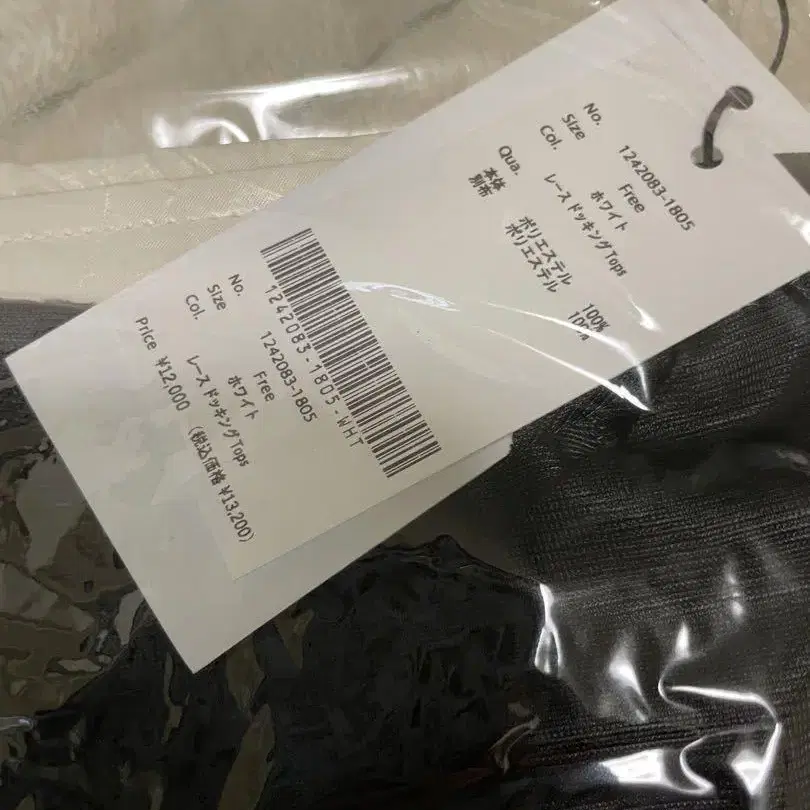 No. 1242083-1805
Size Free
Col. ホワイト
レース ドッキングTops
Qua.
本体 ポリエステル 100%
別布 ポリエステル 100%
1242083-1805-WHT
No. 1242083-1805
Size Free
Col. ホワイト
レース ドッキングTops
Price ¥12,000 (税込価格 ¥13,200)